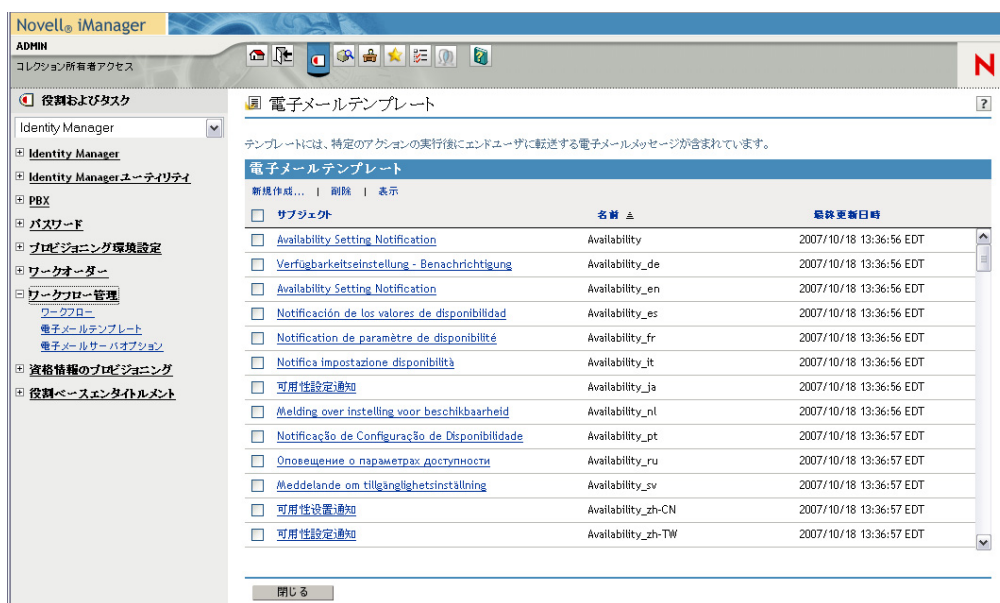 Novell® iManager
ADMIN
コレクション所有者アクセス
N
役割およびタスク
Identity Manager
Identity Manager
Identity Managerユーティリティ
PBX
パスワード
プロビジョニング環境設定
ワークオーダー
ワークフロー管理
ワークフロー
電子メールテンプレート
電子メールサーバオプション
資格情報のプロビジョニング
役割ベースエンタイトルメント
電子メールテンプレート
?
テンプレートには、特定のアクションの実行後にエンドユーザに転送する電子メールメッセージが含まれています。
電子メールテンプレート
新規作成... | 削除 | 表示
サブジェクト 名前 最終更新日時
Availability Setting Notification Availability 2007/10/18 13:36:56 EDT
Verfügbarkeitseinstellung - Benachrichtigung Availability_de 2007/10/18 13:36:56 EDT
Availability Setting Notification Availability_en 2007/10/18 13:36:56 EDT
Notificación de los valores de disponibilidad Availability_es 2007/10/18 13:36:56 EDT
Notification de paramètre de disponibilité Availability_fr 2007/10/18 13:36:56 EDT
Notifica impostazione disponibilità Availability_it 2007/10/18 13:36:56 EDT
可用性設定通知 Availability_ja 2007/10/18 13:36:56 EDT
Melding over instelling voor beschikbaarheid Availability_nl 2007/10/18 13:36:56 EDT
Notificação de Configuração de Disponibilidade Availability_pt 2007/10/18 13:36:57 EDT
Оповещение о параметрах доступности Availability_ru 2007/10/18 13:36:57 EDT
Meddelande om tillgänglighetsinställning Availability_sv 2007/10/18 13:36:57 EDT
可用性设置通知 Availability_zh-CN 2007/10/18 13:36:57 EDT
可用性設定通知 Availability_zh-TW 2007/10/18 13:36:57 EDT
閉じる